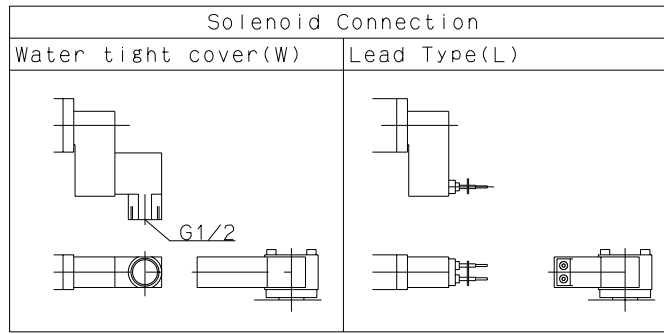 Solenoid Connection
Water tight cover(W)
Lead Type(L)
G1/2